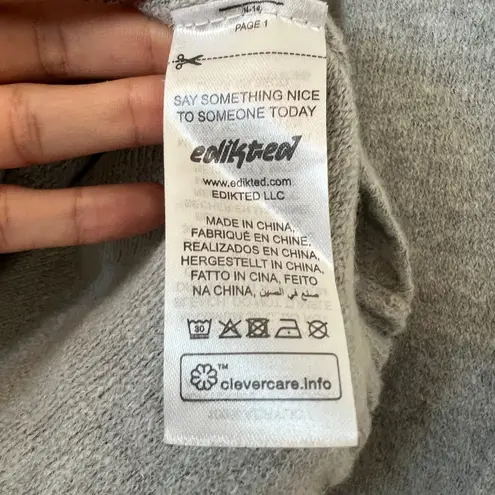 PAGE 1
SAY SOMETHING NICE
TO SOMEONE TODAY
edikted
www.edikted.com
EDIKTED LLC
MADE IN CHINA,
FABRIQUÉ EN CHINE,
REALIZADOS EN CHINA,
HERGESTELLT IN CHINA,
FATTO IN CINA, FEITO
NA CHINA, صنع في الصين
30
TM
clevercare.info